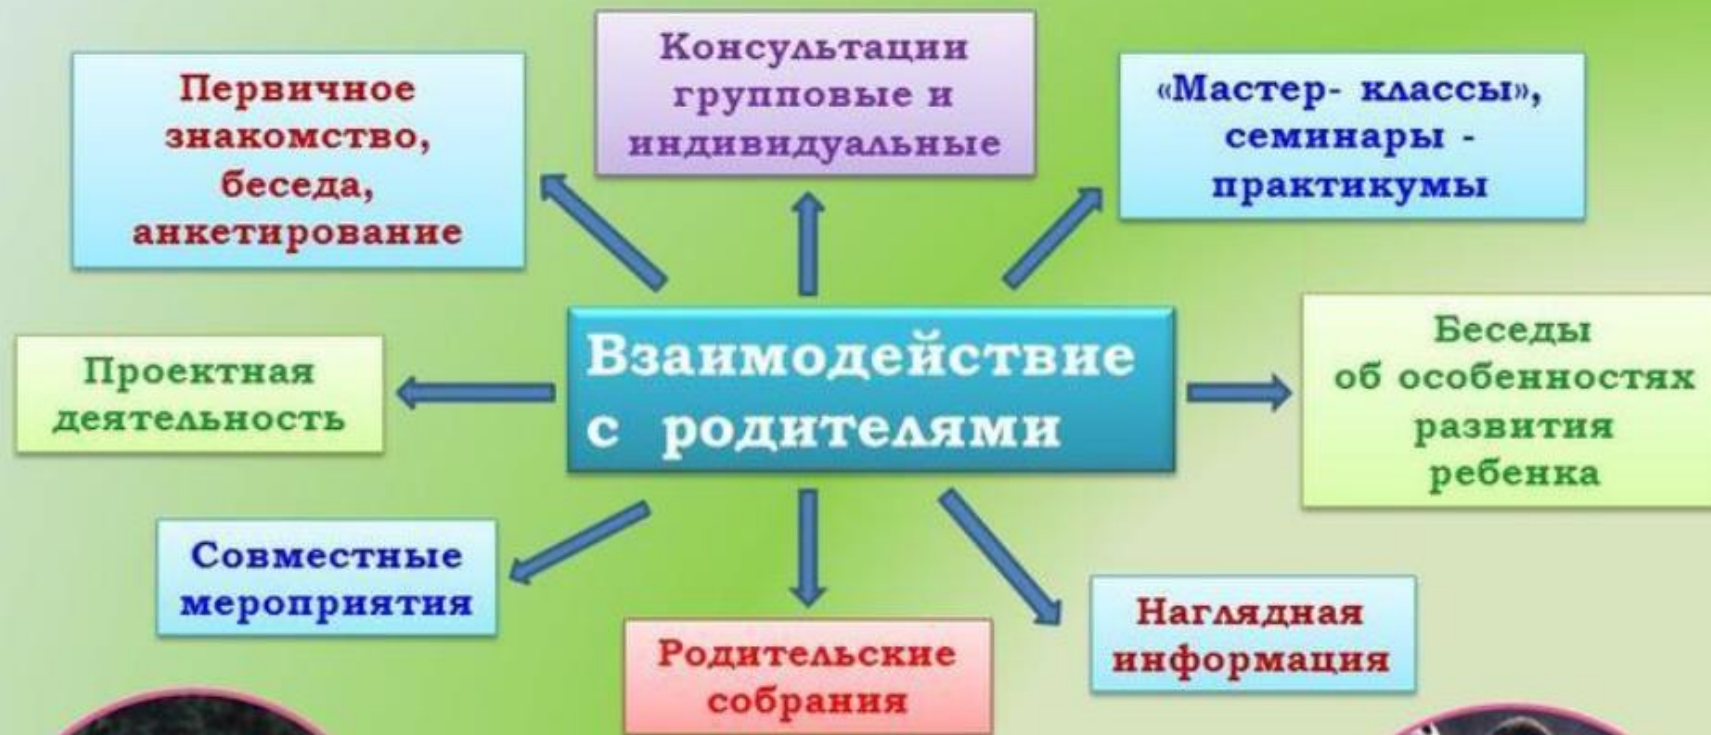 Консультации
групповые и
индивидуальные
Первичное
знакомство,
беседа,
анкетирование
«Мастер- классы»,
семинары -
практикумы
Взаимодействие
с родителями
Проектная
деятельность
Беседы
об особенностях
развития
ребенка
Совместные
мероприятия
Родительские
собрания
Наглядная
информация